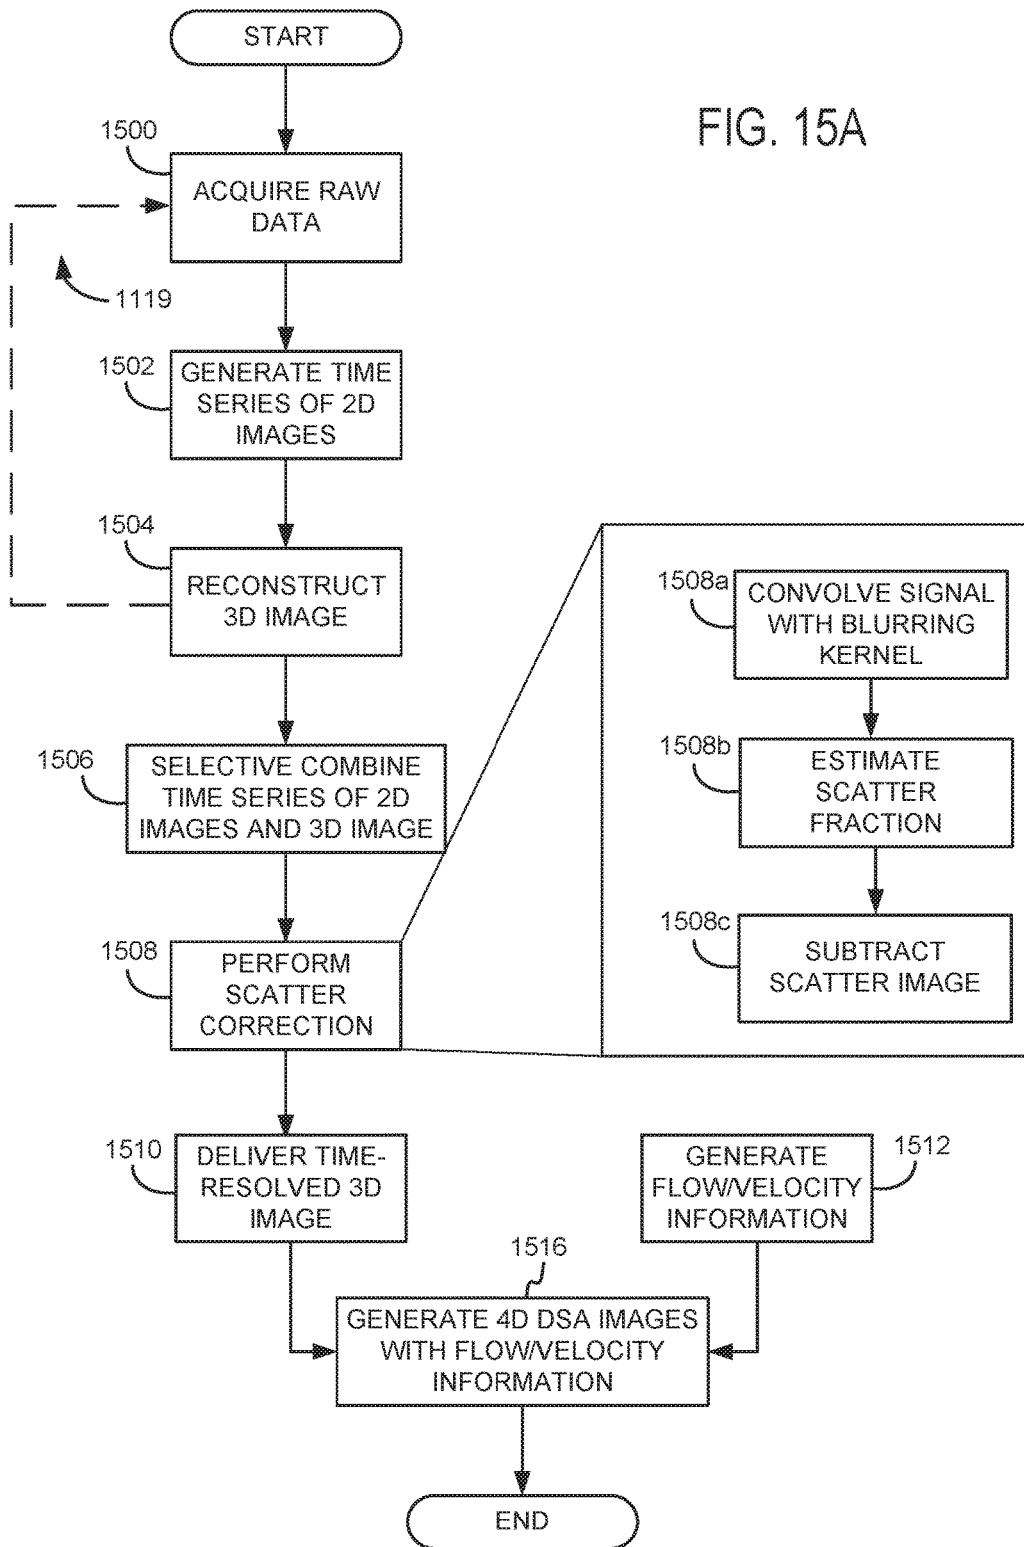 START
FIG. 15A
1500
ACQUIRE RAW
DATA
1119
1502
GENERATE TIME
SERIES OF 2D
IMAGES
1504
RECONSTRUCT
3D IMAGE
1506
SELECTIVE COMBINE
TIME SERIES OF 2D
IMAGES AND 3D IMAGE
1508
PERFORM
SCATTER
CORRECTION
1508a
CONVOLVE SIGNAL
WITH BLURRING
KERNEL
1508b
ESTIMATE
SCATTER
FRACTION
1508c
SUBTRACT
SCATTER IMAGE
1510
DELIVER TIME-
RESOLVED 3D
IMAGE
1512
GENERATE
FLOW/VELOCITY
INFORMATION
1516
GENERATE 4D DSA IMAGES
WITH FLOW/VELOCITY
INFORMATION
END